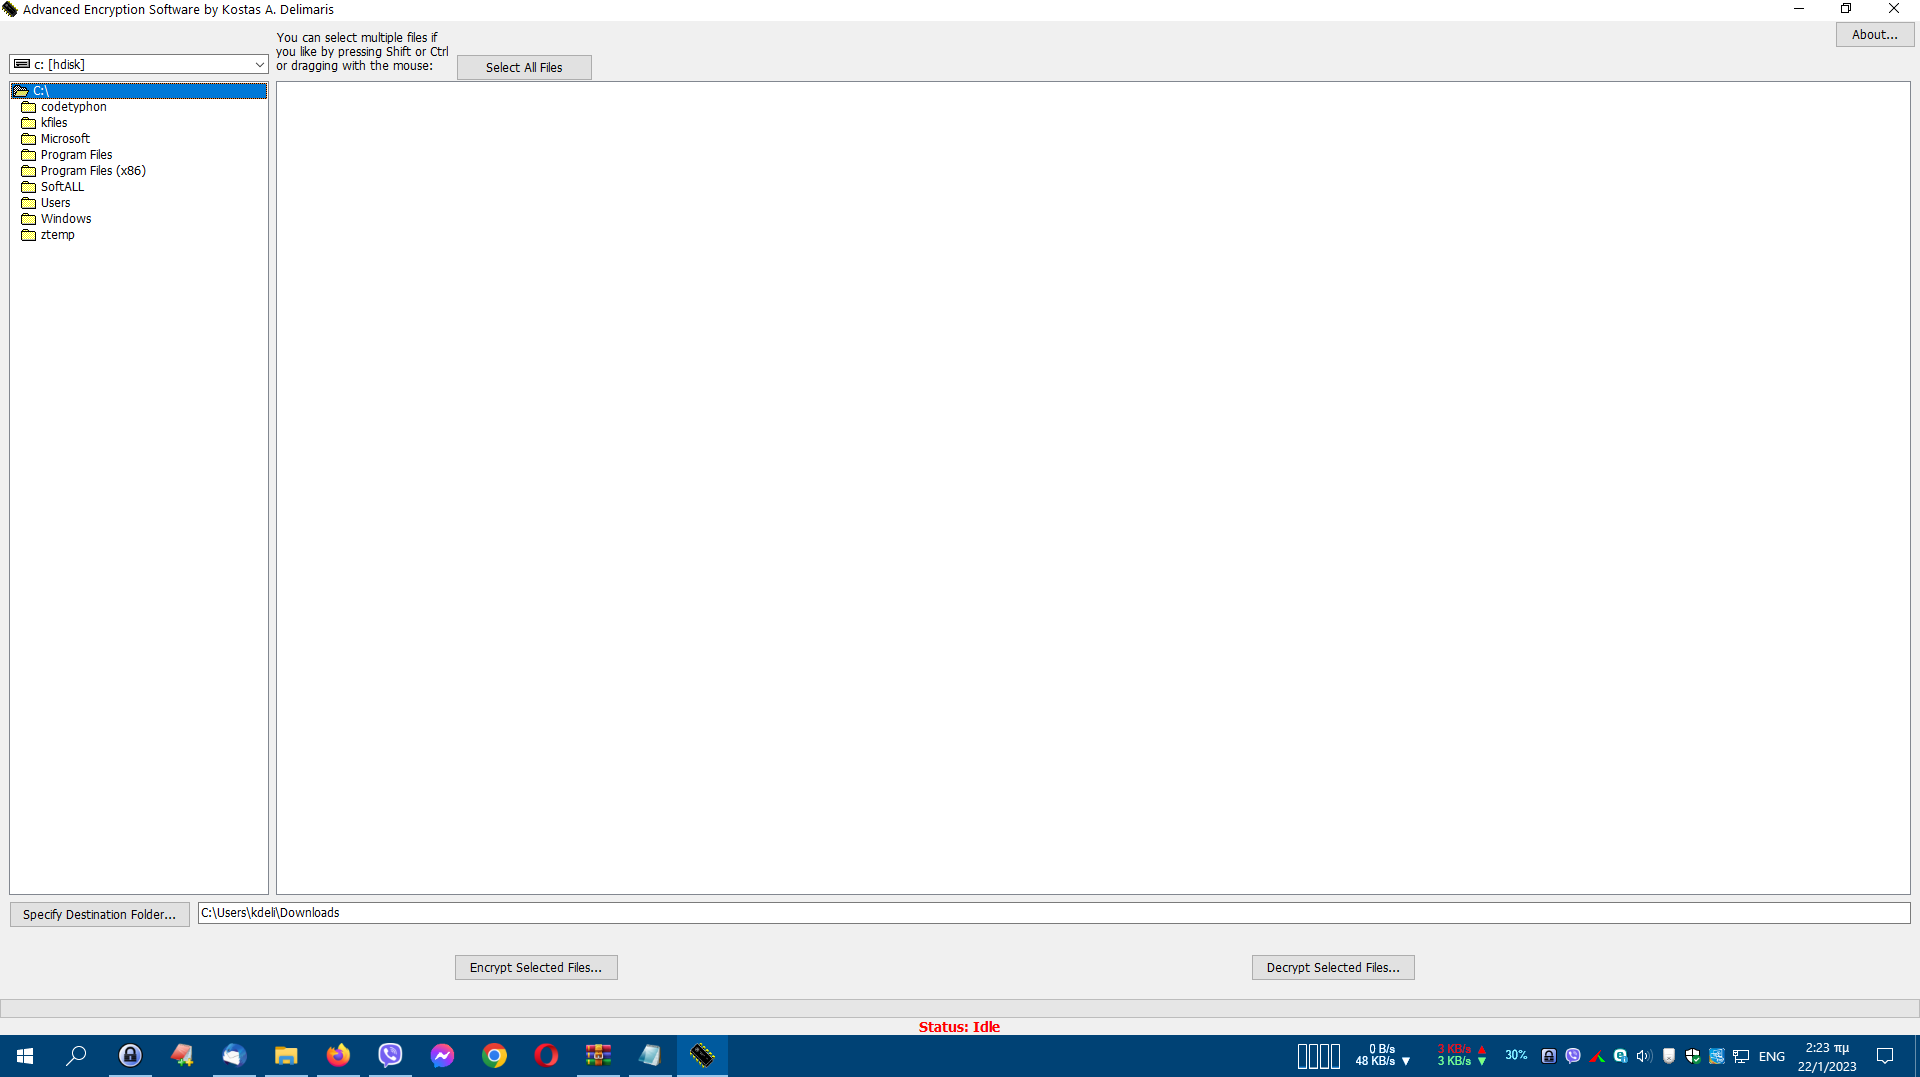 Advanced Encryption Software by Kostas A. Delimaris
About...
You can select multiple files if
you like by pressing Shift or Ctrl
or dragging with the mouse:
Select All Files
c: [hdisk]
C:\
codetyphon
kfiles
Microsoft
Program Files
Program Files (x86)
SoftALL
Users
Windows
ztemp
Specify Destination Folder...
C:\Users\kdeli\Downloads
Encrypt Selected Files...
Decrypt Selected Files...
Status: Idle
0 B/s
48 KB/s
3 KB/s
3 KB/s
30%
ENG
2:23 πμ
22/1/2023